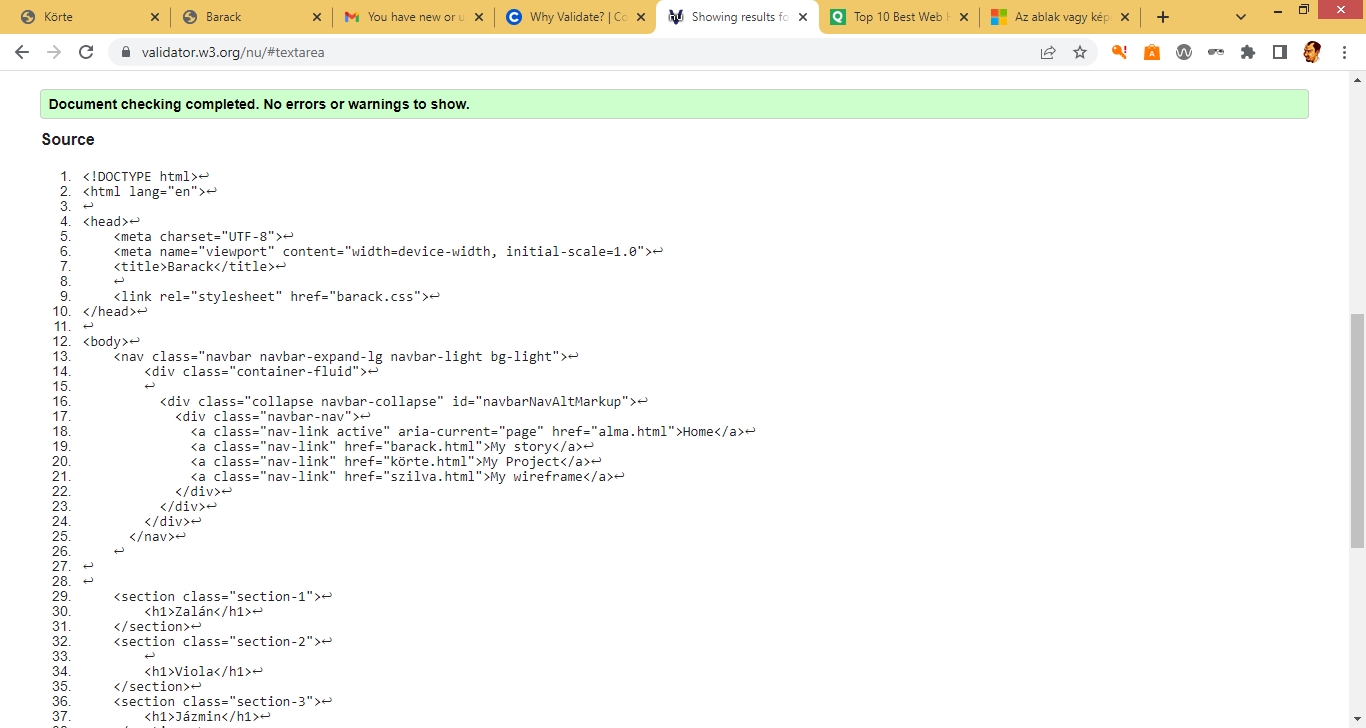 Körte
Barack
You have new or u
Why Validate? | Co
nu Showing results fo
Top 10 Best Web H
Az ablak vagy kép
validator.w3.org/nu/#textarea
Document checking completed. No errors or warnings to show.
Source
1. <!DOCTYPE html>↩
2. <html lang="en">↩
3. ↩
4. <head>↩
5. <meta charset="UTF-8">↩
6. <meta name="viewport" content="width=device-width, initial-scale=1.0">↩
7. <title>Barack</title>↩
8. ↩
9. <link rel="stylesheet" href="barack.css">↩
10. </head>↩
11. ↩
12. <body>↩
13. <nav class="navbar navbar-expand-lg navbar-light bg-light">↩
14. <div class="container-fluid">↩
15. ↩
16. <div class="collapse navbar-collapse" id="navbarNavAltMarkup">↩
17. <div class="navbar-nav">↩
18. <a class="nav-link active" aria-current="page" href="alma.html">Home</a>↩
19. <a class="nav-link" href="barack.html">My story</a>↩
20. <a class="nav-link" href="körte.html">My Project</a>↩
21. <a class="nav-link" href="szilva.html">My wireframe</a>↩
22. </div>↩
23. </div>↩
24. </div>↩
25. </nav>↩
26. ↩
27. ↩
28. ↩
29. <section class="section-1">↩
30. <h1>Zalán</h1>↩
31. </section>↩
32. <section class="section-2">↩
33. ↩
34. <h1>Viola</h1>↩
35. </section>↩
36. <section class="section-3">↩
37. <h1>Jázmin</h1>↩